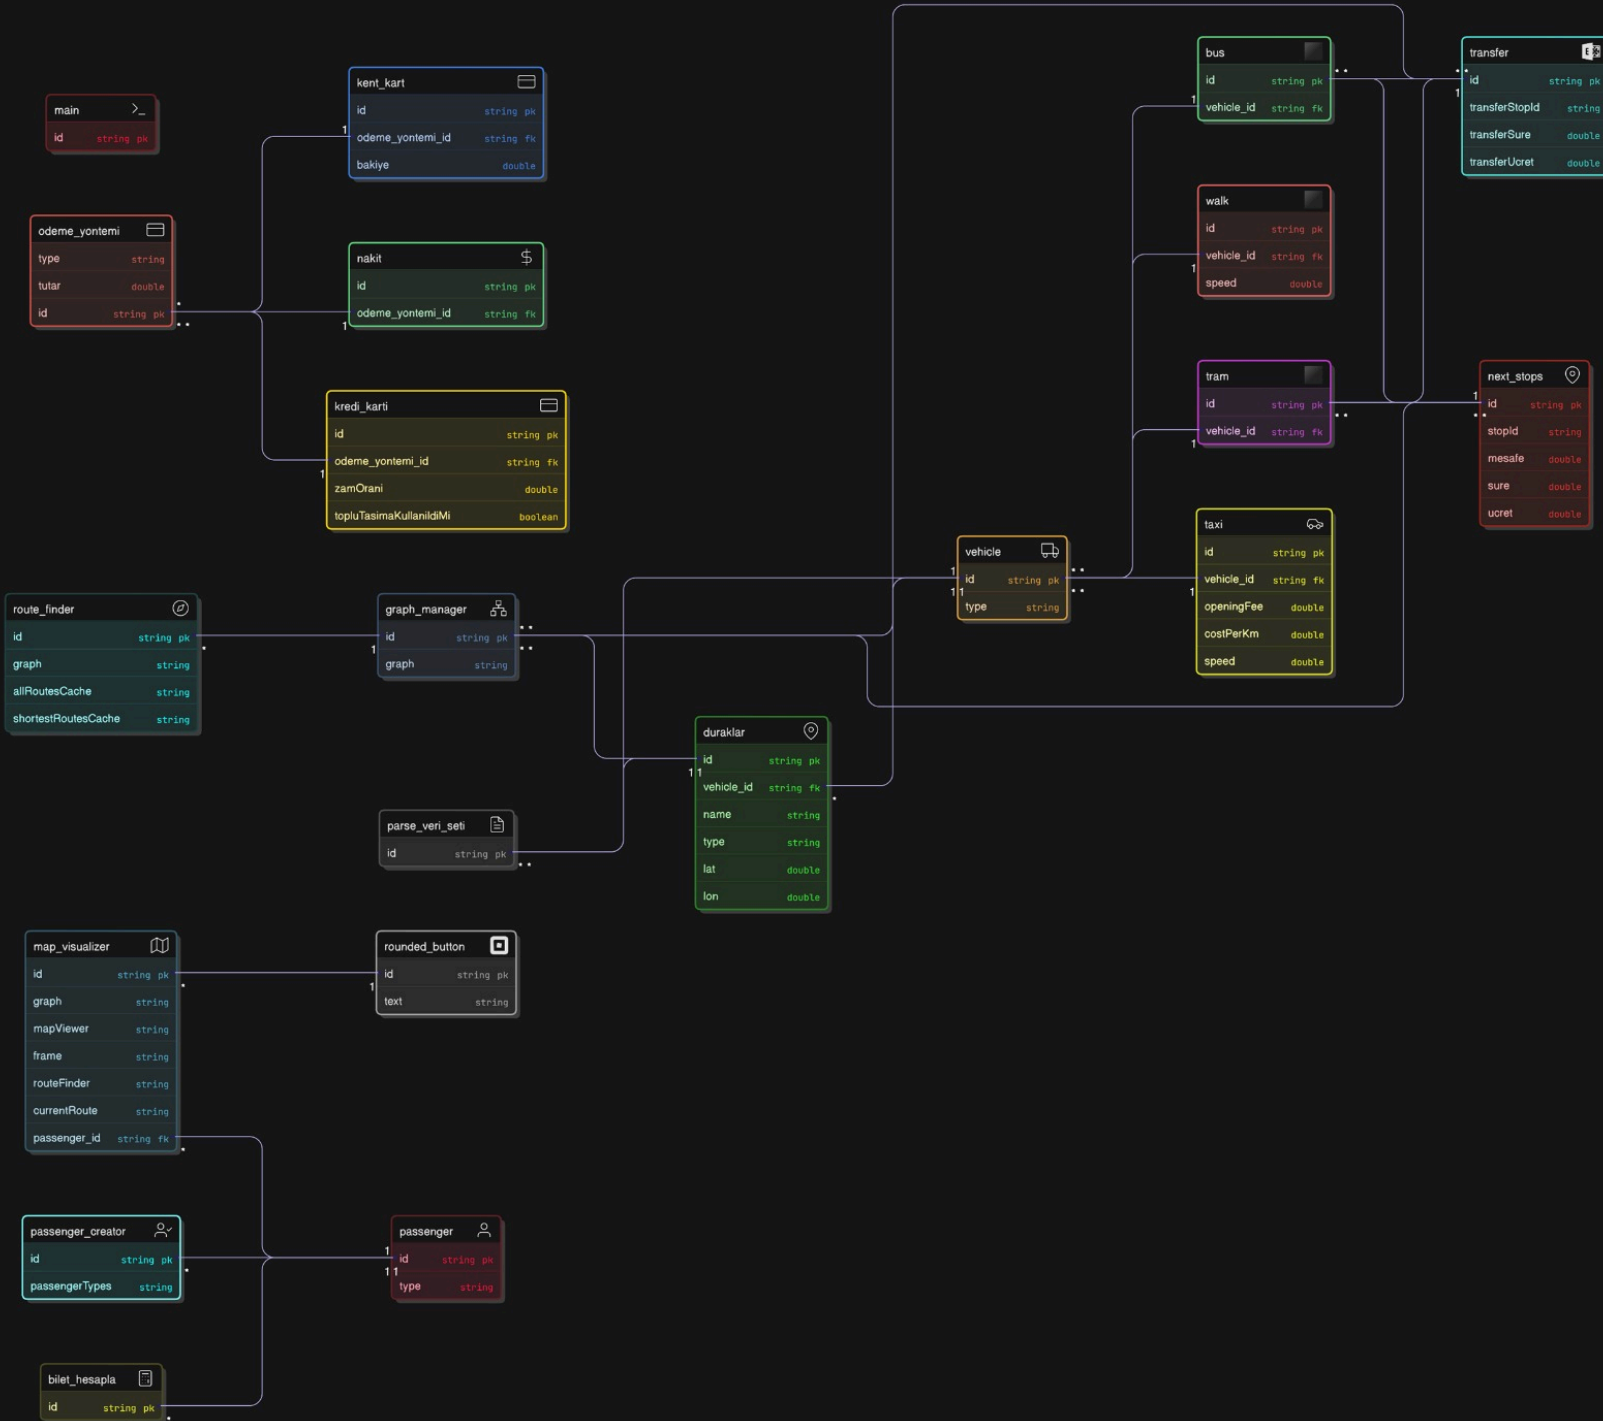 main
id string pk
odeme_yontemi
type string
tutar double
id string pk
kent_kart
id string pk
odeme_yontemi_id string fk
bakiye double
nakit
id string pk
odeme_yontemi_id string fk
kredi_karti
id string pk
odeme_yontemi_id string fk
zamOrani double
topluTasimaKullanildiMi boolean
bus
id string pk
vehicle_id string fk
transfer
id string pk
transferStopId string
transferSure double
transferUcret double
walk
id string pk
vehicle_id string fk
speed double
tram
id string pk
vehicle_id string fk
next_stops
id string pk
stopId string
mesafe double
sure double
ucret double
taxi
id string pk
vehicle_id string fk
openingFee double
costPerKm double
speed double
vehicle
id string pk
type string
route_finder
id string pk
graph string
allRoutesCache string
shortestRoutesCache string
graph_manager
id string pk
graph string
duraklar
id string pk
vehicle_id string fk
name string
type string
lat double
lon double
parse_veri_seti
id string pk
map_visualizer
id string pk
graph string
mapViewer string
frame string
routeFinder string
currentRoute string
passenger_id string fk
rounded_button
id string pk
text string
passenger_creator
id string pk
passengerTypes string
passenger
id string pk
type string
bilet_hesapla
id string pk